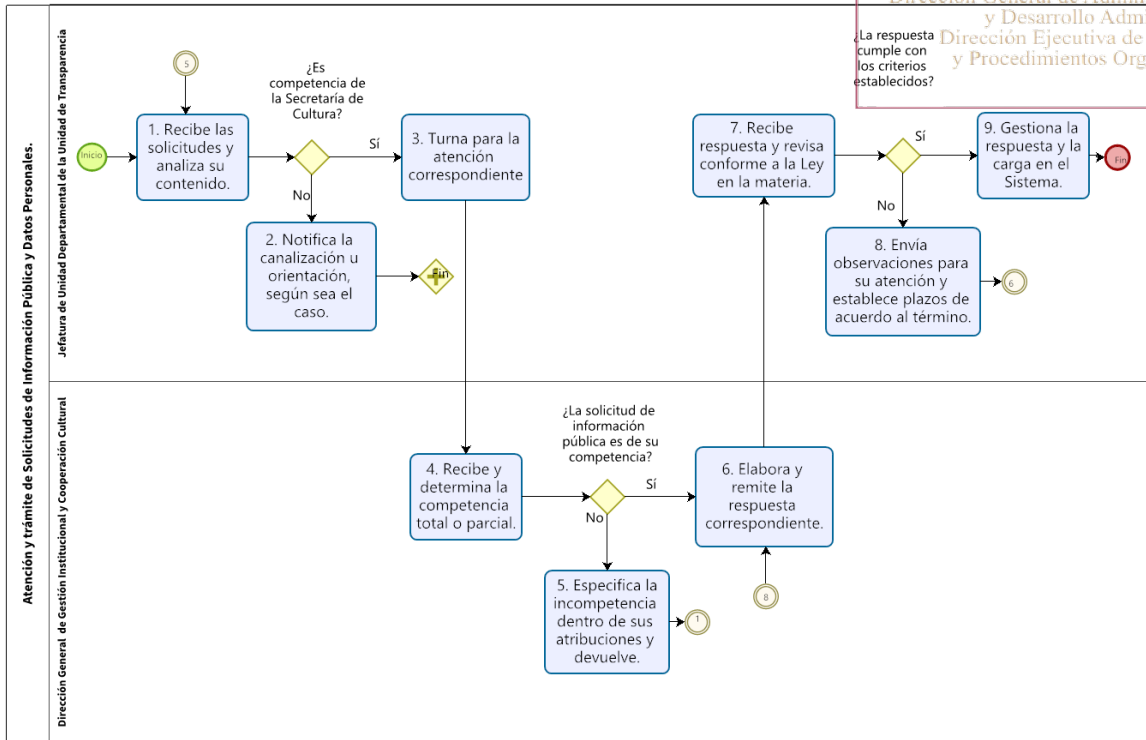 Dirección General de Admin
y Desarrollo Adm
Dirección Ejecutiva de
y Procedimientos Org
Atención y trámite de Solicitudes de Información Pública y Datos Personales.
Jefatura de Unidad Departamental de la Unidad de Transparencia
Inicio
5
1. Recibe las
solicitudes y
analiza su
contenido.
¿Es
competencia de
la Secretaría de
Cultura?
Sí
No
2. Notifica la
canalización u
orientación,
según sea el
caso.
Fin
3. Turna para la
atención
correspondiente
7. Recibe
respuesta y revisa
conforme a la Ley
en la materia.
¿La respuesta
cumple con
los criterios
establecidos?
Sí
No
8. Envía
observaciones para
su atención y
establece plazos de
acuerdo al término.
6
9. Gestiona la
respuesta y la
carga en el
Sistema.
Fin
Dirección General de Gestión Institucional y Cooperación Cultural
4. Recibe y
determina la
competencia
total o parcial.
¿La solicitud de
información
pública es de su
competencia?
Sí
No
5. Especifica la
incompetencia
dentro de sus
atribuciones y
devuelve.
1
6. Elabora y
remite la
respuesta
correspondiente.
8